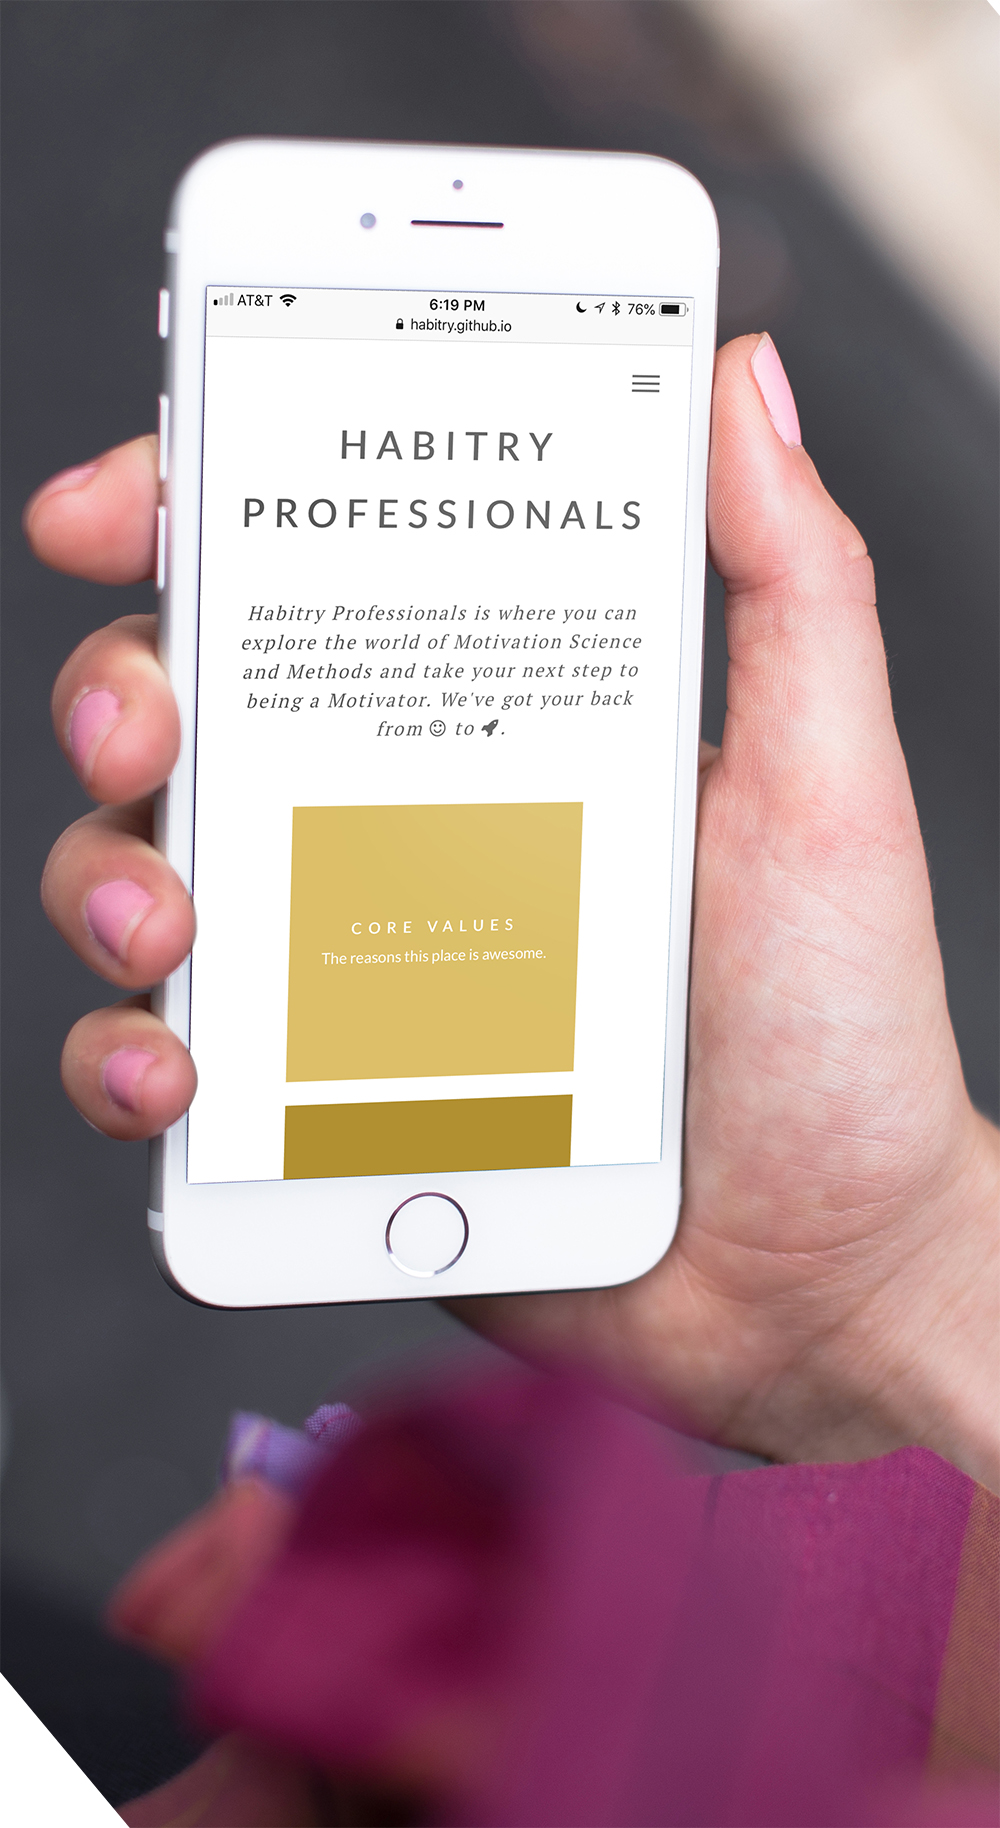 AT&T 6:19 PM 76%
habitry.github.io
HABITRY
PROFESSIONALS
Habitry Professionals is where you can
explore the world of Motivation Science
and Methods and take your next step to
being a Motivator. We've got your back
from ☺ to 🚀.
CORE VALUES
The reasons this place is awesome.